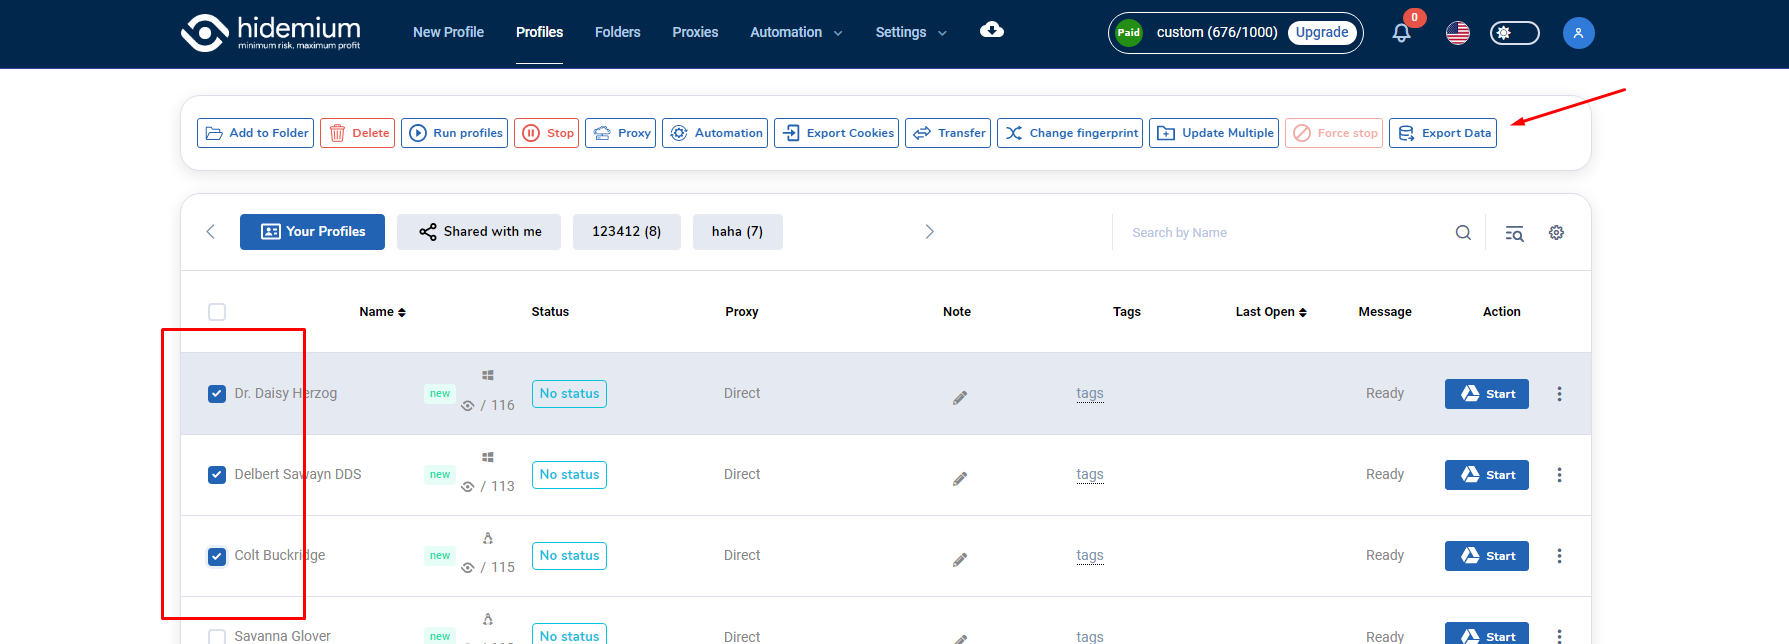 hidemium
minimum risk, maximum profit
New Profile Profiles Folders Proxies Automation Settings
Paid custom (676/1000) Upgrade 0
Add to Folder Delete Run profiles Stop Proxy Automation Export Cookies Transfer Change fingerprint Update Multiple Force stop Export Data
Your Profiles Shared with me 123412 (8) haha (7) Search by Name
Name Status Proxy Note Tags Last Open Message Action
Dr. Daisy Herzog new / 116 No status Direct tags Ready Start
Delbert Sawayn DDS new / 113 No status Direct tags Ready Start
Colt Buckridge new / 115 No status Direct tags Ready Start
Savanna Glover new No status Direct tags Ready Start